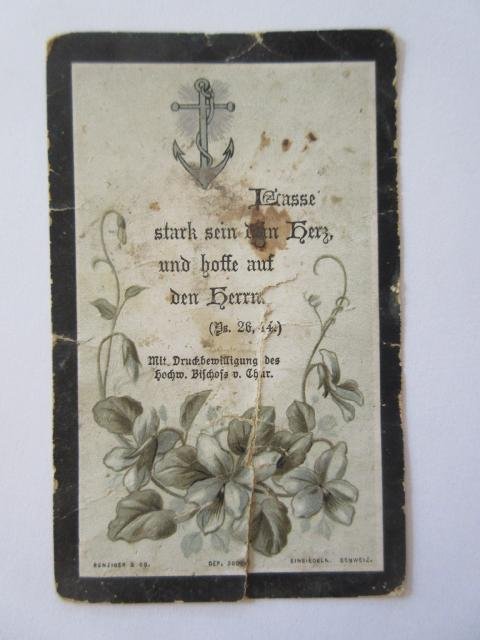 Lasse
stark sein dein Herz,
und hoffe auf
den Herrn.
(Ps. 26, 14.)
Mit Druckbewilligung des
hochw. Bischofs v. Chur.
BENZIGER & CO.
DEP.
EINSIEDELN, SCHWEIZ.